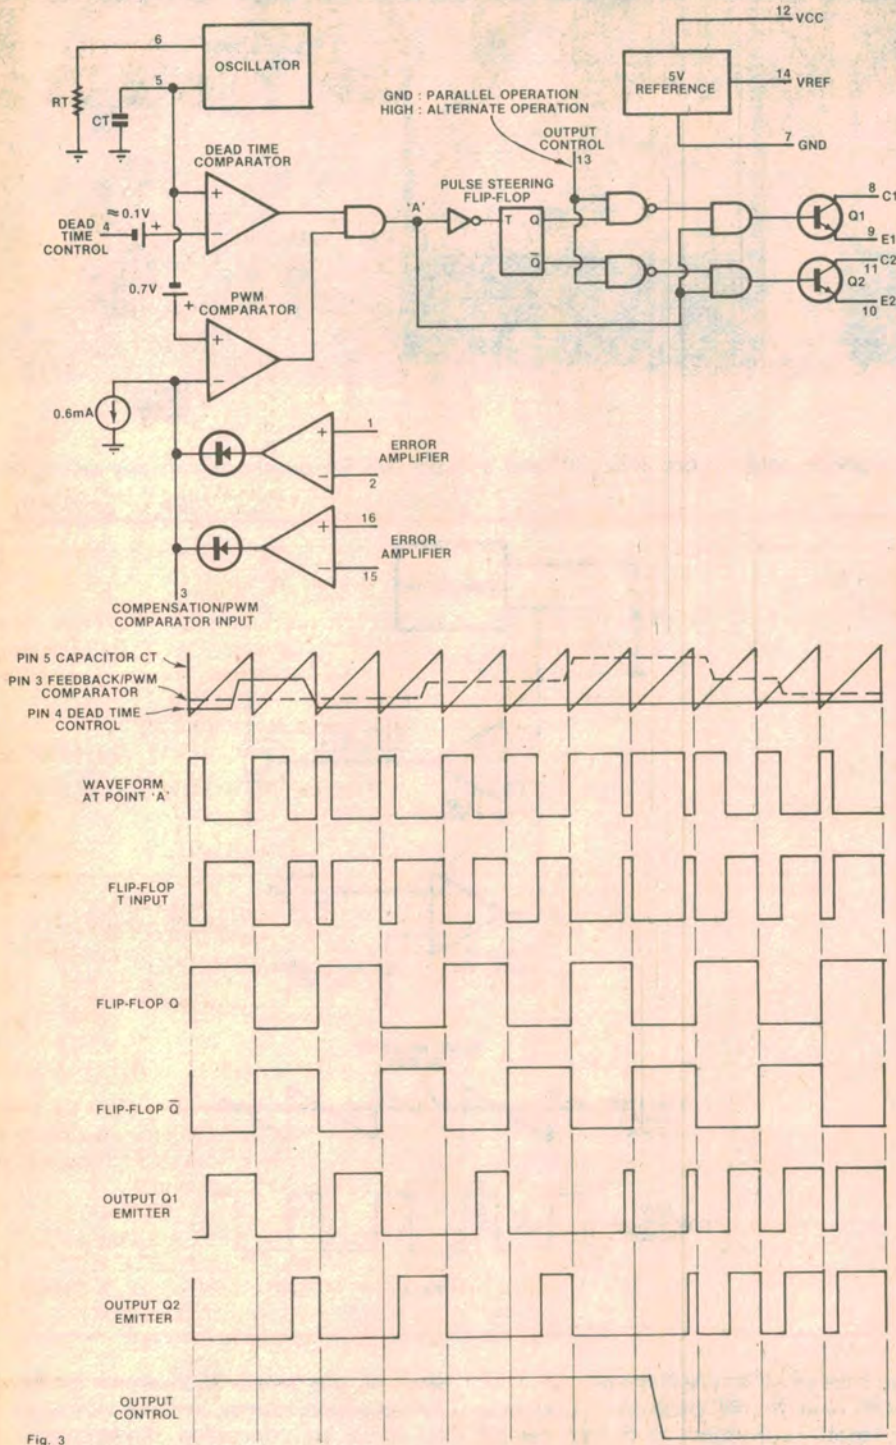 6
OSCILLATOR
5
RT
CT
DEAD TIME
COMPARATOR
≈0.1V
DEAD 4
TIME
CONTROL
+
+
−
0.7V
+
PWM
COMPARATOR
+
−
0.6mA
1
+
−
2
ERROR
AMPLIFIER
16
+
−
15
ERROR
AMPLIFIER
3
COMPENSATION/PWM
COMPARATOR INPUT
GND : PARALLEL OPERATION
HIGH : ALTERNATE OPERATION
OUTPUT
CONTROL
13
'A'
PULSE STEERING
FLIP-FLOP
T Q
Q̅
12 VCC
5V
REFERENCE
14 VREF
7 GND
8 C1
Q1
9 E1
C2
11
Q2
E2
10
PIN 5 CAPACITOR CT
PIN 3 FEEDBACK/PWM
COMPARATOR
PIN 4 DEAD TIME
CONTROL
WAVEFORM
AT POINT 'A'
FLIP-FLOP
T INPUT
FLIP-FLOP Q
FLIP-FLOP Q̅
OUTPUT Q1
EMITTER
OUTPUT Q2
EMITTER
OUTPUT
CONTROL
Fig. 3